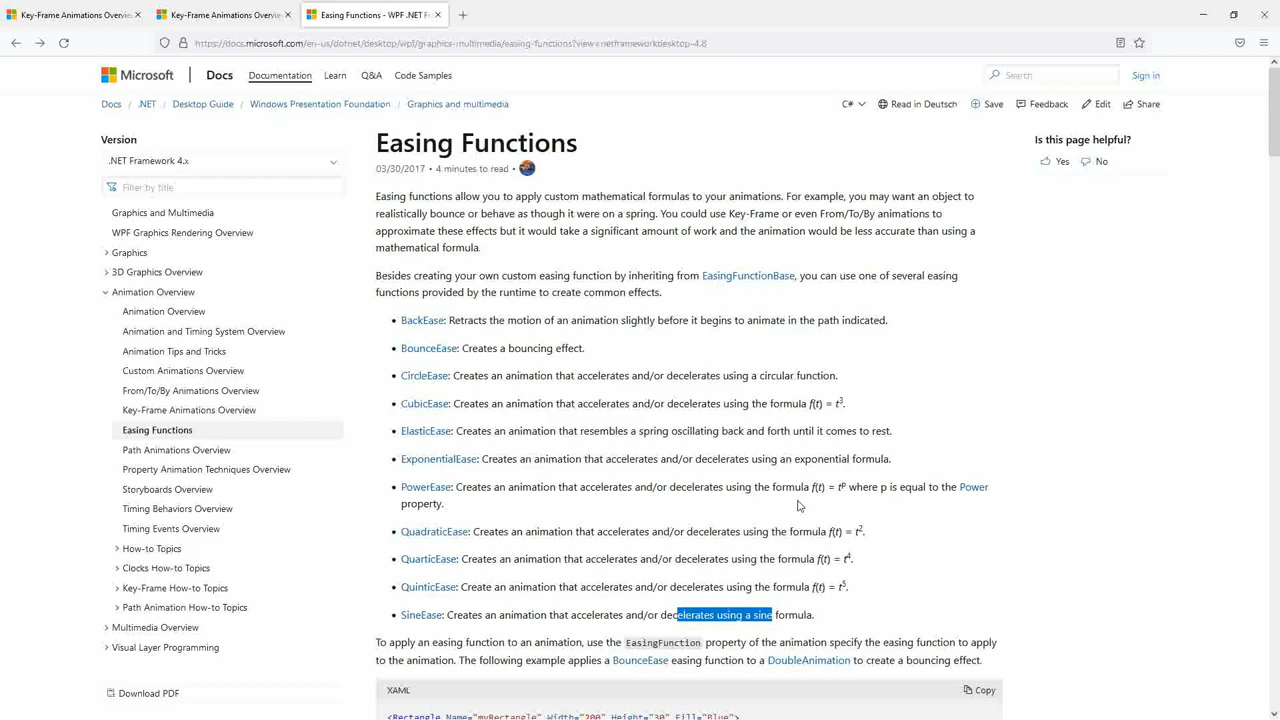 Key-Frame Animations Overvie
Key-Frame Animations Overvie
Easing Functions - WPF .NET F
https://docs.microsoft.com/en-us/dotnet/desktop/wpf/graphics-multimedia/easing-functions?view=netframeworkdesktop-4.8
Microsoft
Docs
Documentation
Learn
Q&A
Code Samples
Search
Sign in
Docs / .NET / Desktop Guide / Windows Presentation Foundation / Graphics and multimedia
C#
Read in Deutsch
Save
Feedback
Edit
Share
Version
.NET Framework 4.x
Filter by title
Graphics and Multimedia
WPF Graphics Rendering Overview
Graphics
3D Graphics Overview
Animation Overview
Animation Overview
Animation and Timing System Overview
Animation Tips and Tricks
Custom Animations Overview
From/To/By Animations Overview
Key-Frame Animations Overview
Easing Functions
Path Animations Overview
Property Animation Techniques Overview
Storyboards Overview
Timing Behaviors Overview
Timing Events Overview
How-to Topics
Clocks How-to Topics
Key-Frame How-to Topics
Path Animation How-to Topics
Multimedia Overview
Visual Layer Programming
Download PDF
Easing Functions
03/30/2017 • 4 minutes to read •
Easing functions allow you to apply custom mathematical formulas to your animations. For example, you may want an object to
realistically bounce or behave as though it were on a spring. You could use Key-Frame or even From/To/By animations to
approximate these effects but it would take a significant amount of work and the animation would be less accurate than using a
mathematical formula.
Besides creating your own custom easing function by inheriting from EasingFunctionBase, you can use one of several easing
functions provided by the runtime to create common effects.
• BackEase: Retracts the motion of an animation slightly before it begins to animate in the path indicated.
• BounceEase: Creates a bouncing effect.
• CircleEase: Creates an animation that accelerates and/or decelerates using a circular function.
• CubicEase: Creates an animation that accelerates and/or decelerates using the formula f(t) = t³.
• ElasticEase: Creates an animation that resembles a spring oscillating back and forth until it comes to rest.
• ExponentialEase: Creates an animation that accelerates and/or decelerates using an exponential formula.
• PowerEase: Creates an animation that accelerates and/or decelerates using the formula f(t) = tᵖ where p is equal to the Power
property.
• QuadraticEase: Creates an animation that accelerates and/or decelerates using the formula f(t) = t².
• QuarticEase: Creates an animation that accelerates and/or decelerates using the formula f(t) = t⁴.
• QuinticEase: Create an animation that accelerates and/or decelerates using the formula f(t) = t⁵.
• SineEase: Creates an animation that accelerates and/or decelerates using a sine formula.
To apply an easing function to an animation, use the EasingFunction property of the animation specify the easing function to apply
to the animation. The following example applies a BounceEase easing function to a DoubleAnimation to create a bouncing effect.
XAML
Copy
<Rectangle Name="myRectangle" Width="200" Height="30" Fill="Blue">
Is this page helpful?
Yes
No